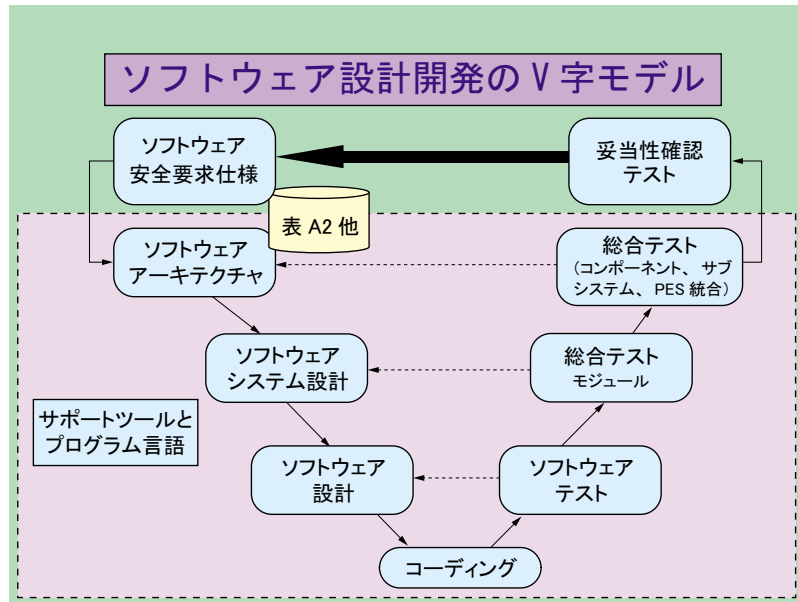 ソフトウェア設計開発の V 字モデル
ソフトウェア
安全要求仕様
妥当性確認
テスト
表 A2 他
ソフトウェア
アーキテクチャ
総合テスト
(コンポーネント、サブ
システム、PES 統合)
ソフトウェア
システム設計
総合テスト
モジュール
サポートツールと
プログラム言語
ソフトウェア
設計
ソフトウェア
テスト
コーディング